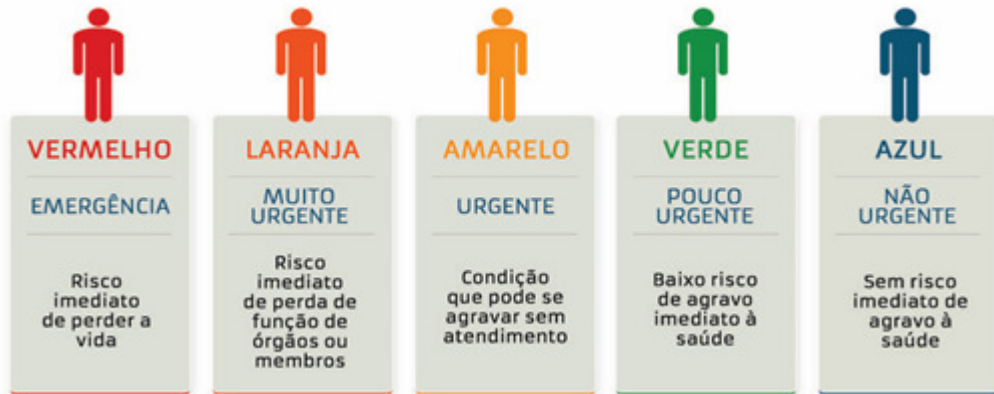 VERMELHO
EMERGÊNCIA
Risco
imediato
de perder a
vida
LARANJA
MUITO
URGENTE
Risco
imediato
de perda de
função de
órgãos ou
membros
AMARELO
URGENTE
Condição
que pode se
agravar sem
atendimento
VERDE
POUCO
URGENTE
Baixo risco
de agravo
imediato à
saúde
AZUL
NÃO
URGENTE
Sem risco
imediato de
agravo à
saúde